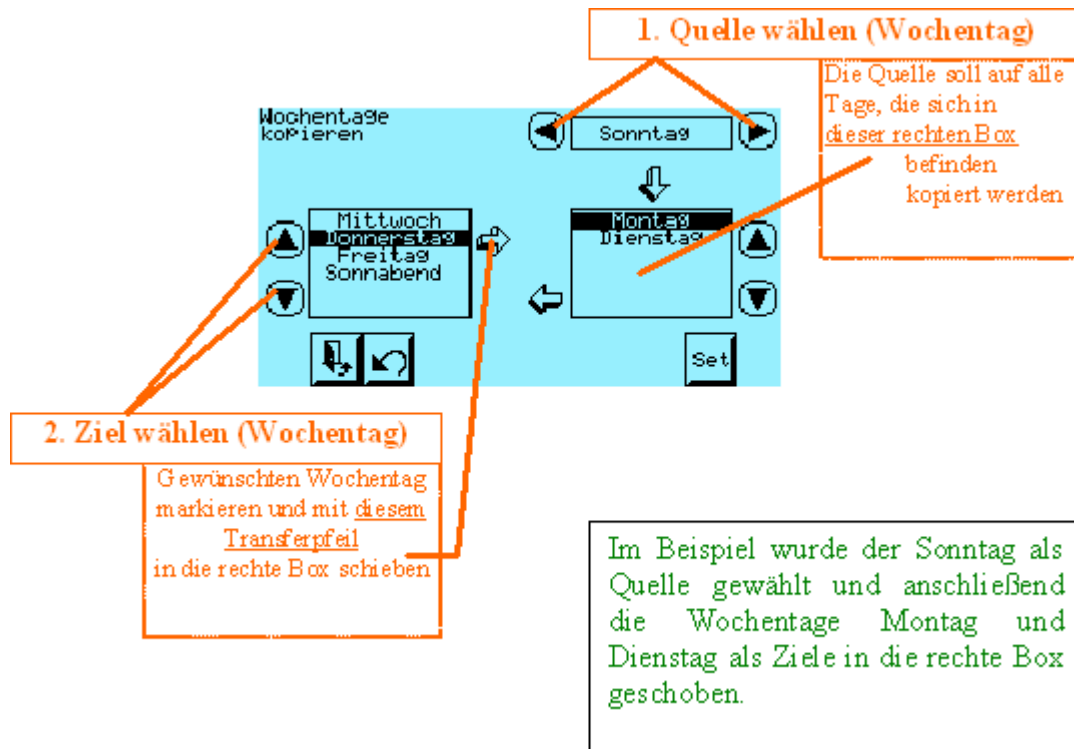 1. Quelle wählen (Wochentag)
Die Quelle soll auf alle
Tage, die sich in
dieser rechten Box
befinden
kopiert werden
Wochentage
kopieren
Sonntag
Mittwoch
Donnerstag
Freitag
Sonnabend
Montag
Dienstag
Set
2. Ziel wählen (Wochentag)
Gewünschten Wochentag
markieren und mit diesem
Transferpfeil
in die rechte Box schieben
Im Beispiel wurde der Sonntag als
Quelle gewählt und anschließend
die Wochentage Montag und
Dienstag als Ziele in die rechte Box
geschoben.